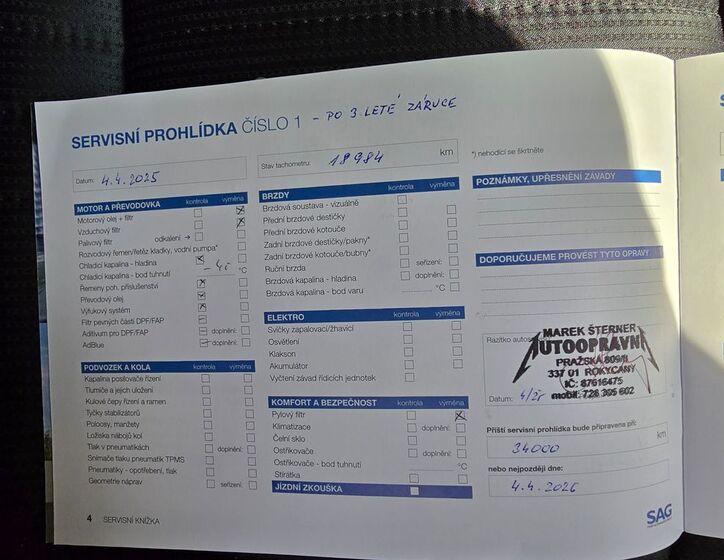 SERVISNÍ PROHLÍDKA ČÍSLO 1 - PO 3 LETÉ ZÁRUCE
Datum: 4.4.2025
Stav tachometru: 18984 km
*) nehodící se škrtněte
MOTOR A PŘEVODOVKA kontrola výměna
Motorový olej + filtr
Vzduchový filtr
Palivový filtr odkalení →
Rozvodový řemen/řetěz kladky, vodní pumpa*
Chladicí kapalina - hladina
Chladicí kapalina - bod tuhnutí °C
Řemeny poh. příslušenství
Převodový olej
Výfukový systém
Filtr pevných částí DPF/FAP
Aditivum pro DPF/FAP doplnění:
AdBlue doplnění:
PODVOZEK A KOLA kontrola výměna
Kapalina posilovače řízení
Tlumiče a jejich uložení
Kulové čepy řízení a ramen
Tyčky stabilizátorů
Poloosy, manžety
Ložiska nábojů kol
Tlak v pneumatikách doplnění:
Snímače tlaku pneumatik TPMS
Pneumatiky - opotřebení, tlak
Geometrie náprav seřízení:
BRZDY kontrola výměna
Brzdová soustava - vizuálně
Přední brzdové destičky
Přední brzdové kotouče
Zadní brzdové destičky/pakny*
Zadní brzdové kotouče/bubny*
Ruční brzda seřízení:
Brzdová kapalina - hladina doplnění:
Brzdová kapalina - bod varu °C
ELEKTRO kontrola výměna
Svíčky zapalovací/žhavicí
Osvětlení
Klakson
Akumulátor
Vyčtení závad řídicích jednotek
KOMFORT A BEZPEČNOST kontrola výměna
Pylový filtr
Klimatizace doplnění:
Čelní sklo
Ostřikovače doplnění:
Ostřikovače - bod tuhnutí °C
Stírátka
JÍZDNÍ ZKOUŠKA
POZNÁMKY, UPŘESNĚNÍ ZÁVADY
DOPORUČUJEME PROVÉST TYTO OPRAVY
Razítko
MAREK ŠTERNER
AUTOOPRAVNA
PRAŽSKÁ 809/II
337 01 ROKYCANY
IČ: 87616475
mobil: 728 305 602
Datum:
Příští servisní prohlídka bude připravena při:
34000 km
nebo nejpozději dne:
4.4.2026
4 SERVISNÍ KNÍŽKA
SAG